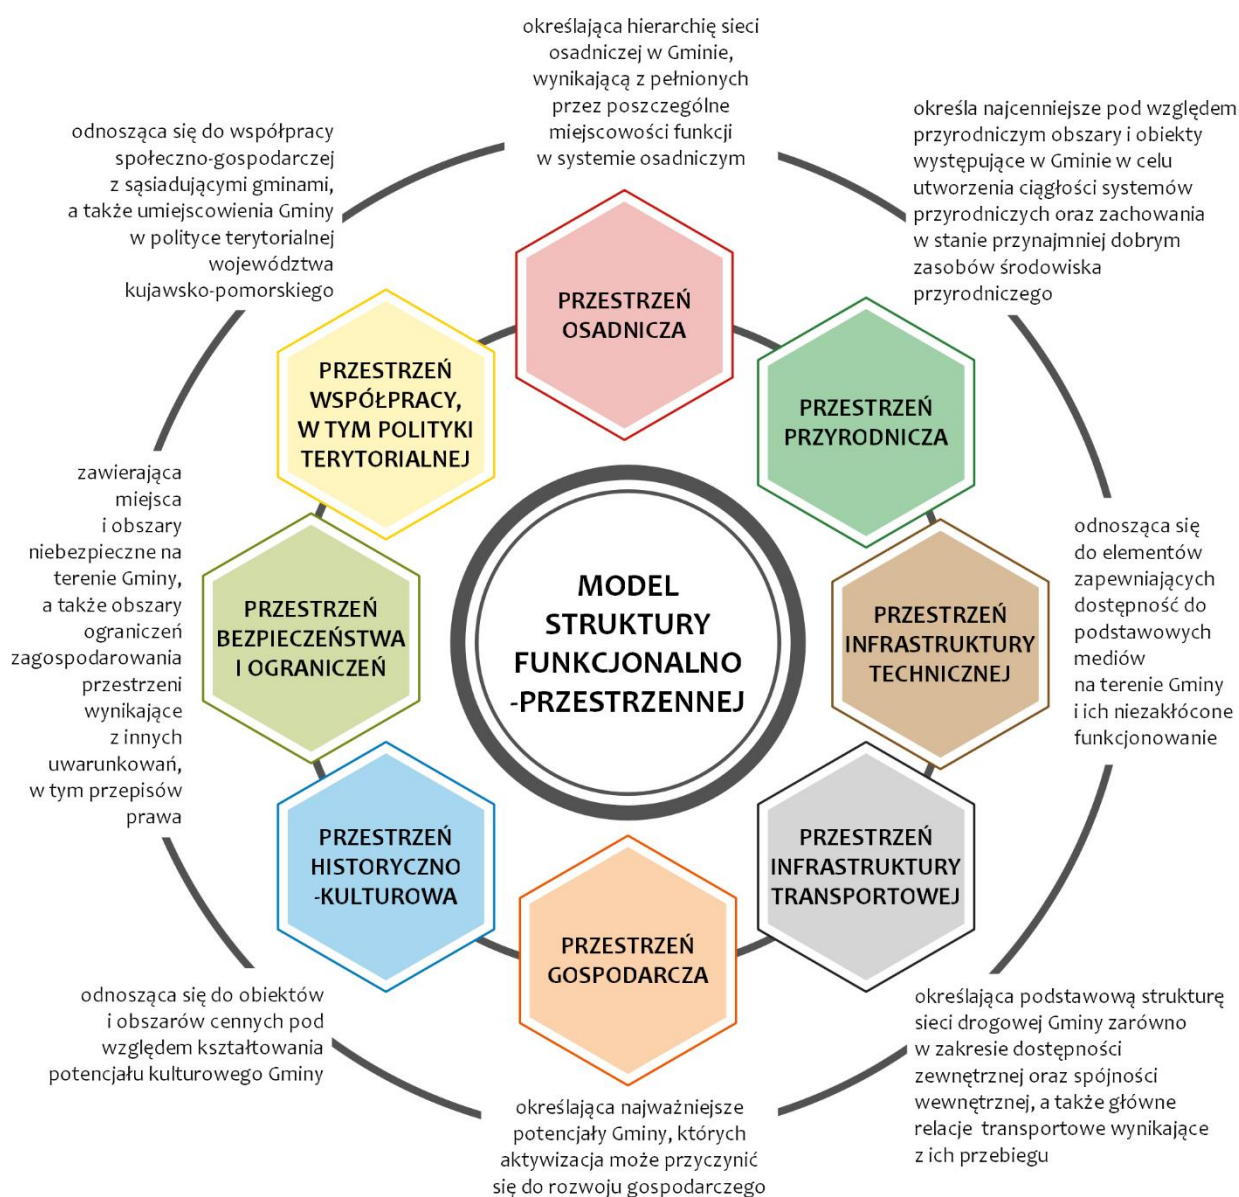 określająca hierarchię sieci
osadniczej w Gminie,
wynikającą z pełnionych
przez poszczególne
miejscowości funkcji
w systemie osadniczym
PRZESTRZEŃ
OSADNICZA
określa najcenniejsze pod względem
przyrodniczym obszary i obiekty
występujące w Gminie w celu
utworzenia ciągłości systemów
przyrodniczych oraz zachowania
w stanie przynajmniej dobrym
zasobów środowiska
przyrodniczego
PRZESTRZEŃ
PRZYRODNICZA
odnosząca się
do elementów
zapewniających
dostępność do
podstawowych
mediów
na terenie Gminy
i ich niezakłócone
funkcjonowanie
PRZESTRZEŃ
INFRASTRUKTURY
TECHNICZNEJ
PRZESTRZEŃ
INFRASTRUKTURY
TRANSPORTOWEJ
określająca podstawową strukturę
sieci drogowej Gminy zarówno
w zakresie dostępności
zewnętrznej oraz spójności
wewnętrznej, a także główne
relacje transportowe wynikające
z ich przebiegu
PRZESTRZEŃ
GOSPODARCZA
określająca najważniejsze
potencjały Gminy, których
aktywizacja może przyczynić
się do rozwoju gospodarczego
PRZESTRZEŃ
HISTORYCZNO
-KULTUROWA
odnosząca się do obiektów
i obszarów cennych pod
względem kształtowania
potencjału kulturowego Gminy
PRZESTRZEŃ
BEZPIECZEŃSTWA
I OGRANICZEŃ
zawierająca
miejsca
i obszary
niebezpieczne na
terenie Gminy,
a także obszary
ograniczeń
zagospodarowania
przestrzeni
wynikające
z innych
uwarunkowań,
w tym przepisów
prawa
PRZESTRZEŃ
WSPÓŁPRACY,
W TYM POLITYKI
TERYTORIALNEJ
odnosząca się do współpracy
społeczno-gospodarczej
z sąsiadującymi gminami,
a także umiejscowienia Gminy
w polityce terytorialnej
województwa
kujawsko-pomorskiego
MODEL
STRUKTURY
FUNKCJONALNO
-PRZESTRZENNEJ